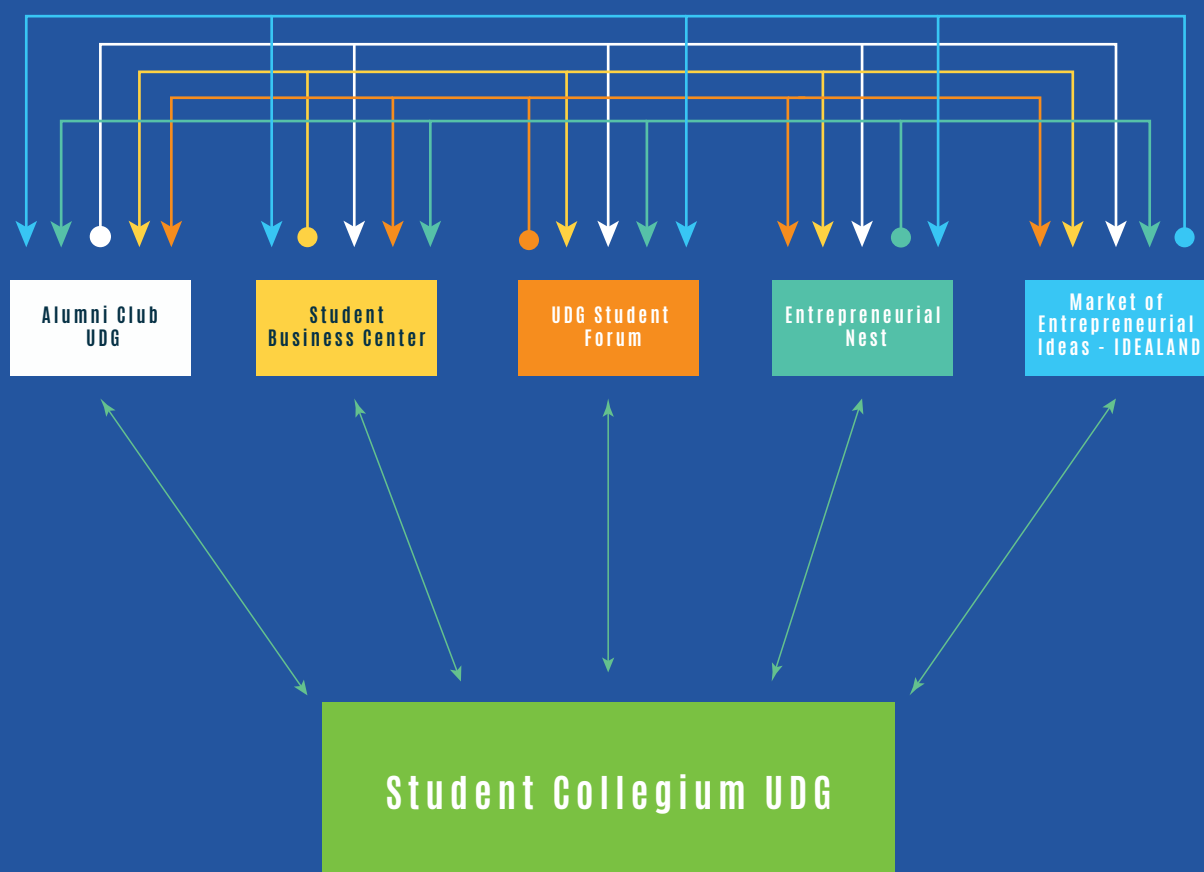 Alumni Club
UDG
Student
Business Center
UDG Student
Forum
Entrepreneurial
Nest
Market of
Entrepreneurial
Ideas - IDEALAND
Student Collegium UDG